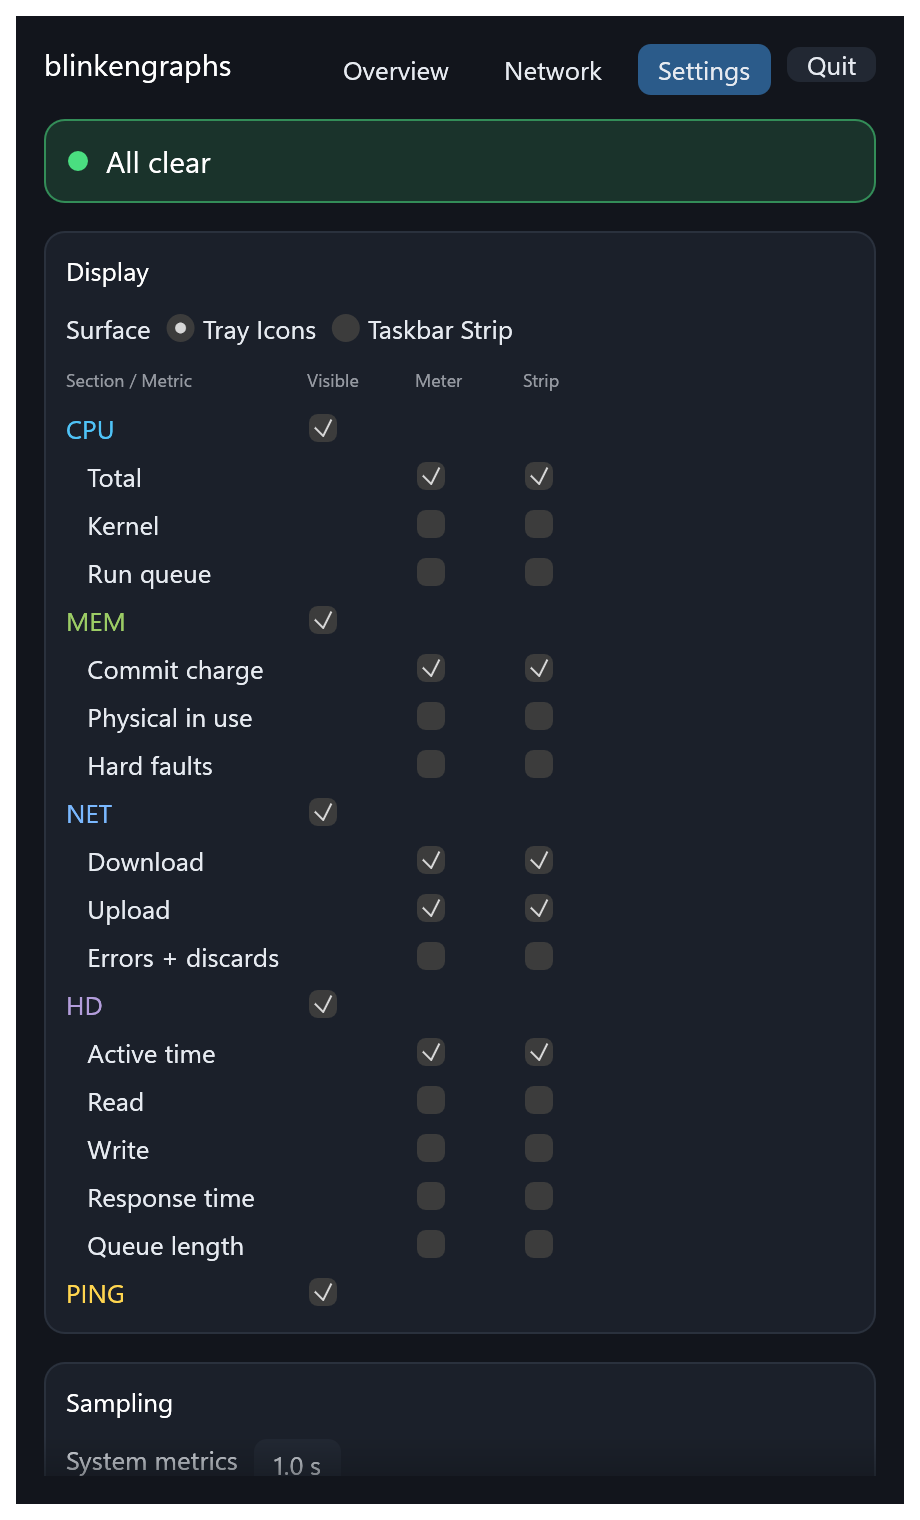 blinkengraphs Overview Network Settings Quit
All clear
Display
Surface Tray Icons Taskbar Strip
Section / Metric Visible Meter Strip
CPU
Total
Kernel
Run queue
MEM
Commit charge
Physical in use
Hard faults
NET
Download
Upload
Errors + discards
HD
Active time
Read
Write
Response time
Queue length
PING
Sampling
System metrics 1.0 s